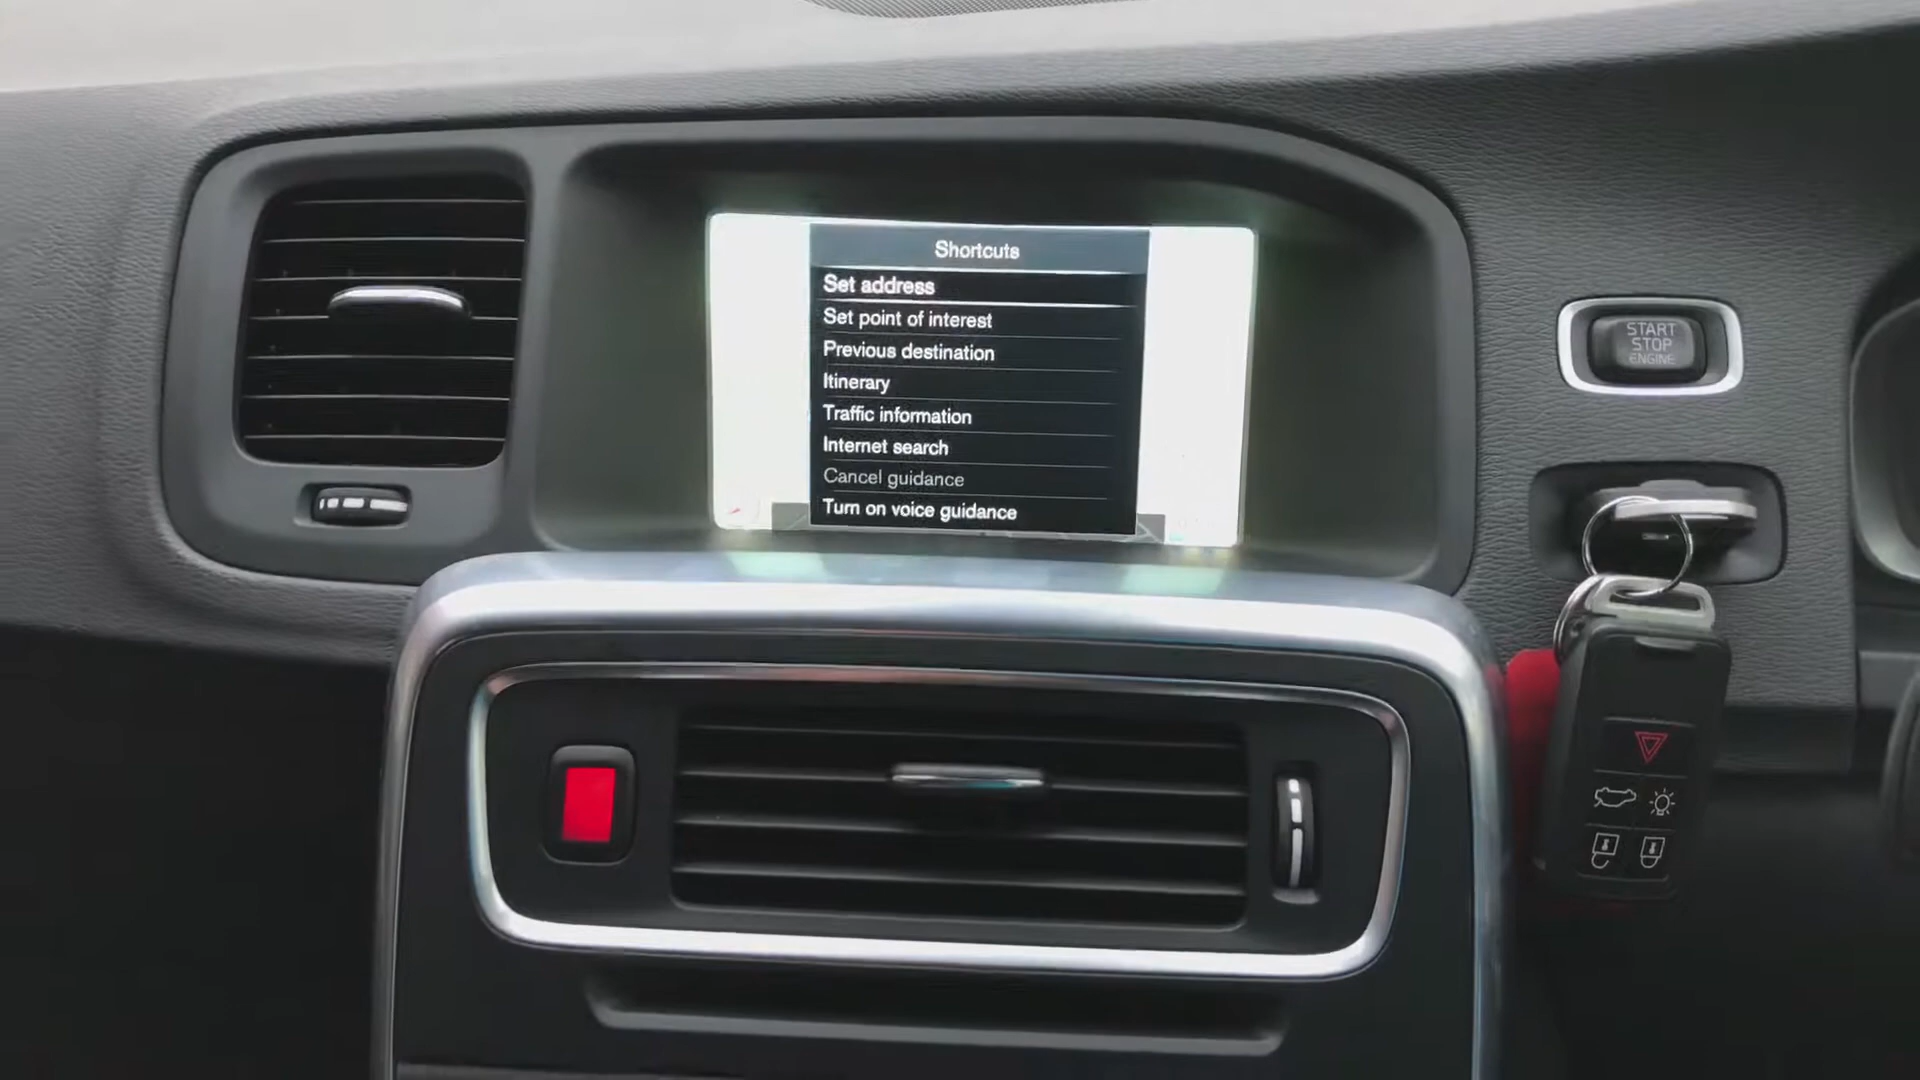 Shortcuts
Set address
Set point of interest
Previous destination
Itinerary
Traffic information
Internet search
Cancel guidance
Turn on voice guidance
START
STOP
ENGINE